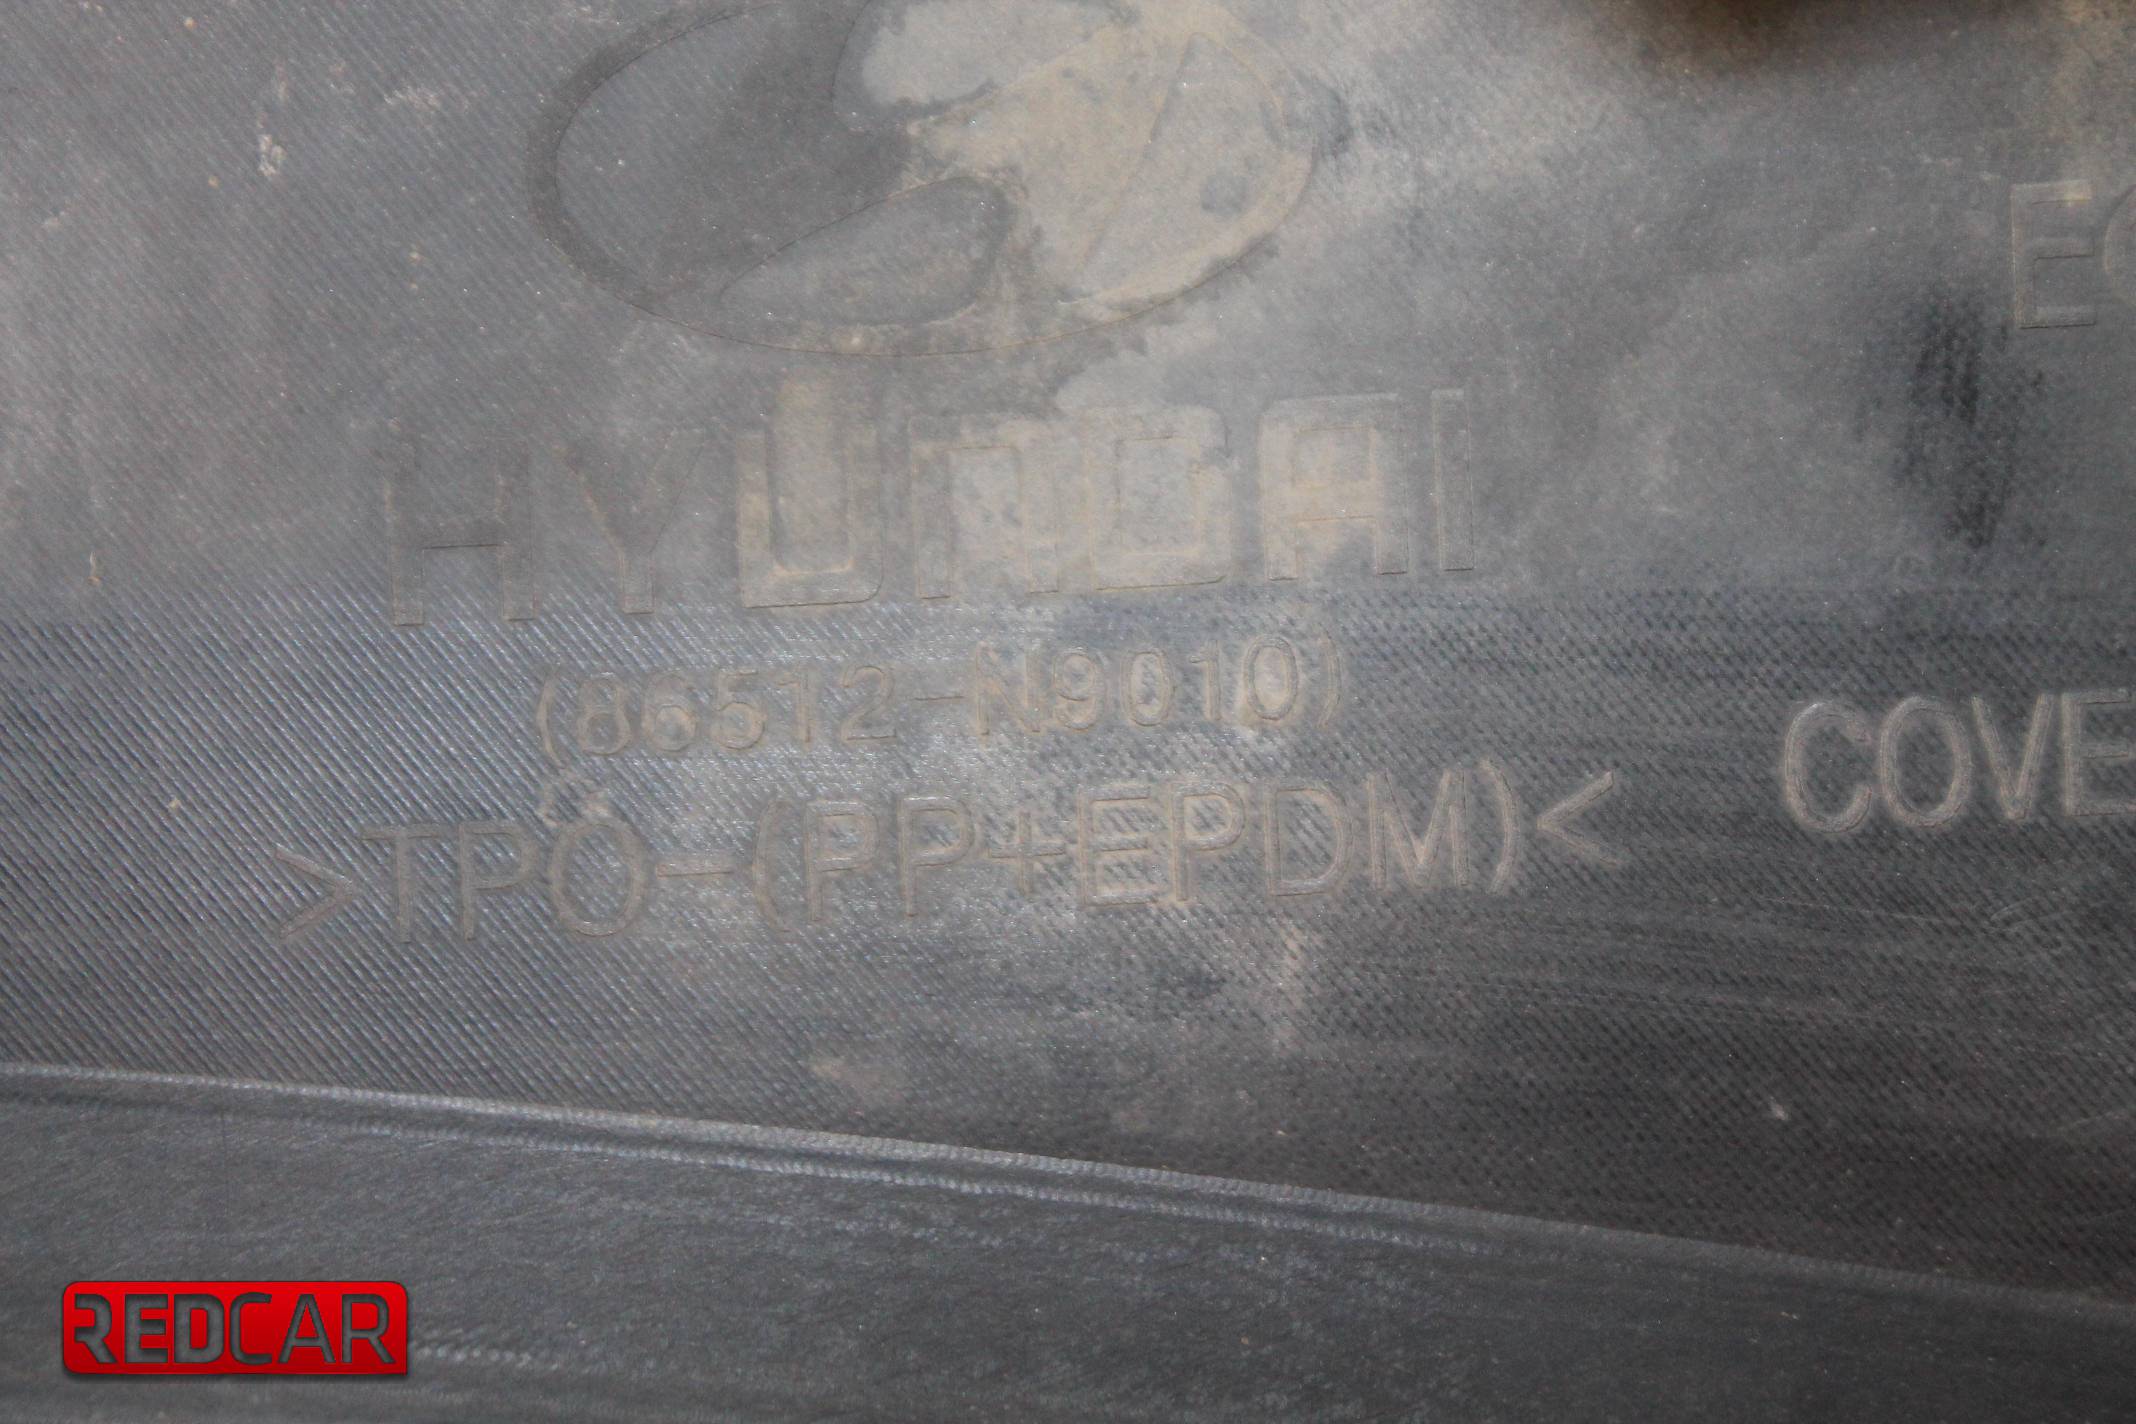 HYUNDAI
(86512-N9010)
>TPO-(PP+EPDM)<
REDCAR